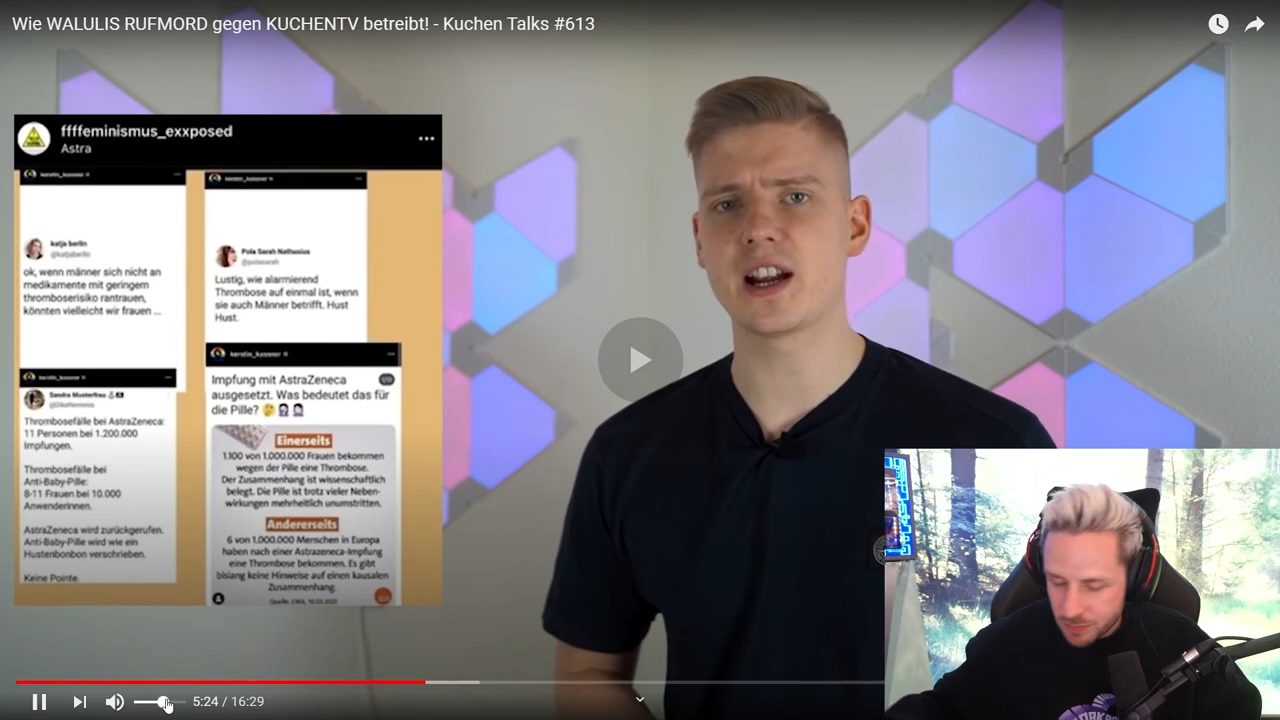 Wie WALULIS RUFMORD gegen KUCHENTV betreibt! - Kuchen Talks #613
ffffeminismus_exxposed
Astra
kerstin_kassner
katja berlin
@katjaberlin
ok, wenn männer sich nicht an
medikamente mit geringem
thromboserisiko rantrauen,
könnten vielleicht wir frauen ...
kerstin_kassner
Pola Sarah Nathusius
@polasarah
Lustig, wie alarmierend
Thrombose auf einmal ist, wenn
sie auch Männer betrifft. Hust
Hust.
kerstin_kassner
Sandra Musterfrau
Thrombosefälle bei AstraZeneca:
11 Personen bei 1.200.000
Impfungen.
Thrombosefälle bei
Anti-Baby-Pille:
8-11 Frauen bei 10.000
Anwenderinnen.
AstraZeneca wird zurückgerufen.
Anti-Baby-Pille wird wie ein
Hustenbonbon verschrieben.
Keine Pointe.
kerstin_kassner
Impfung mit AstraZeneca
ausgesetzt. Was bedeutet das für
die Pille? 🤔
Einerseits
1.100 von 1.000.000 Frauen bekommen
wegen der Pille eine Thrombose.
Der Zusammenhang ist wissenschaftlich
belegt. Die Pille ist trotz vieler Neben-
wirkungen mehrheitlich unumstritten.
Andererseits
6 von 1.000.000 Menschen in Europa
haben nach einer Astrazeneca-Impfung
eine Thrombose bekommen. Es gibt
bislang keine Hinweise auf einen kausalen
Zusammenhang.
5:24 / 16:29